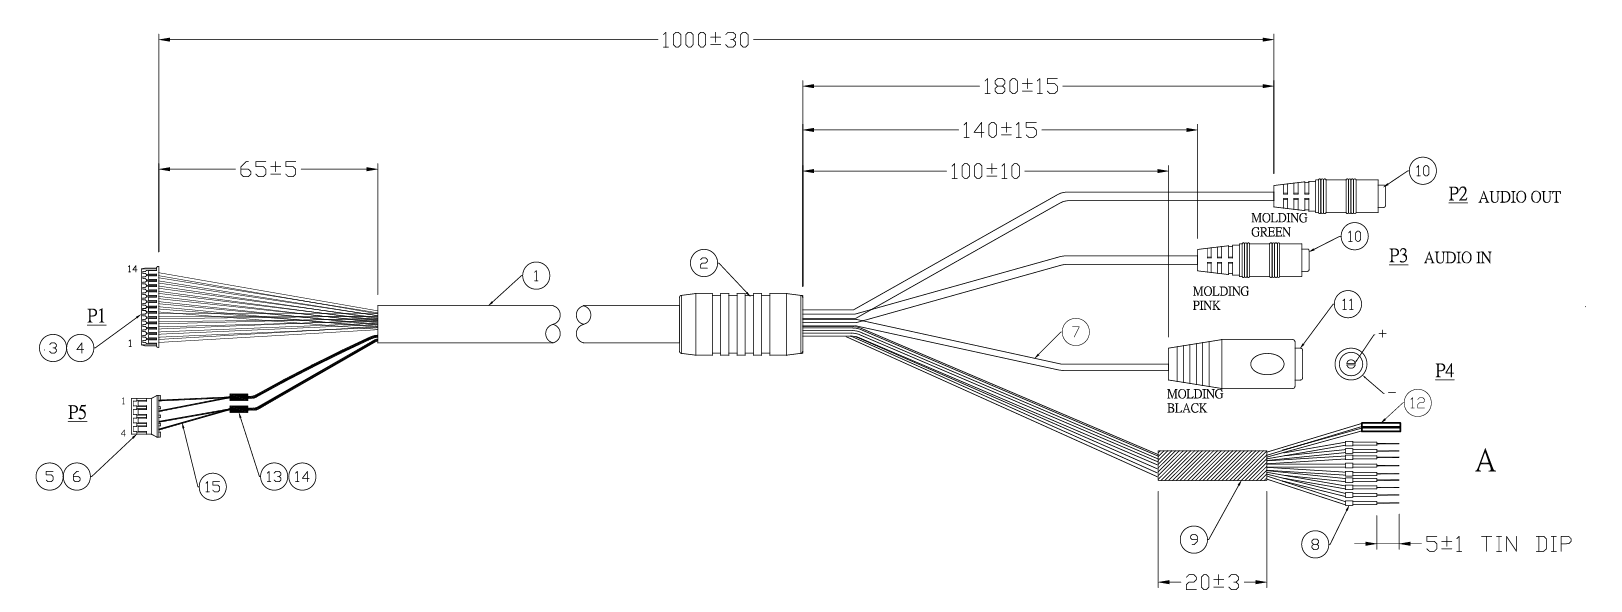 1000±30
180±15
140±15
65±5
100±10
10
P2 AUDIO OUT
MOLDING
GREEN
10
P3 AUDIO IN
2
1
14
MOLDING
PINK
P1
11
7
+
3 4
1
P4
-
MOLDING
BLACK
12
P5
1
4
A
5 6
13 14
15
9
8
5±1 TIN DIP
20±3